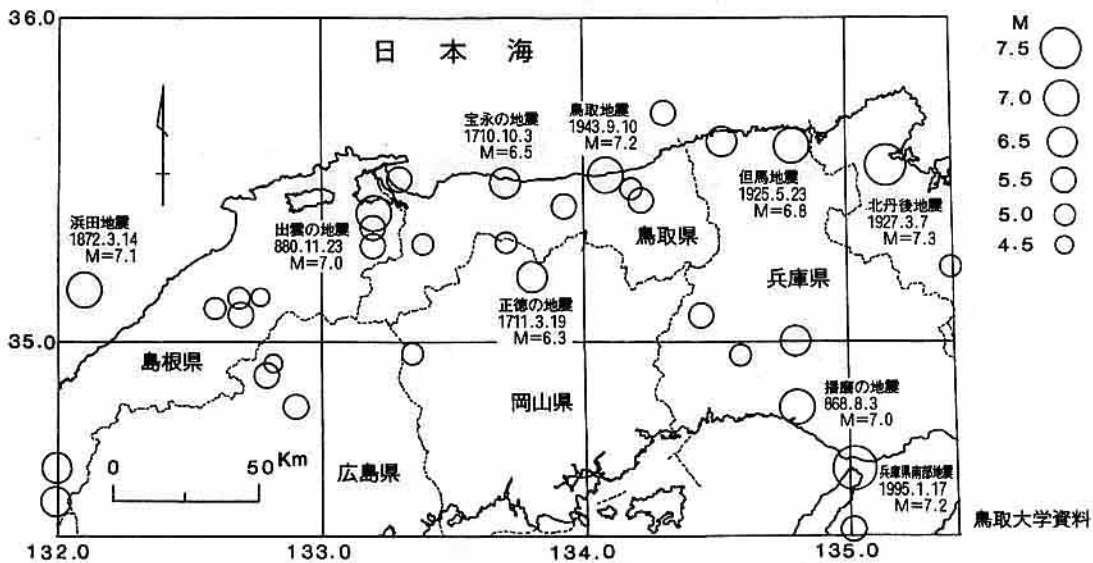 36.0
日本海
宝永の地震
1710.10.3
M=6.5
鳥取地震
1943.9.10
M=7.2
但馬地震
1925.5.23
M=6.8
北丹後地震
1927.3.7
M=7.3
浜田地震
1872.3.14
M=7.1
出雲の地震
880.11.23
M=7.0
鳥取県
兵庫県
正徳の地震
1711.3.19
M=6.3
35.0
島根県
岡山県
播磨の地震
868.8.3
M=7.0
広島県
兵庫県南部地震
1995.1.17
M=7.2
0
50 Km
132.0
133.0
134.0
135.0
M
7.5
7.0
6.5
5.5
5.0
4.5
鳥取大学資料